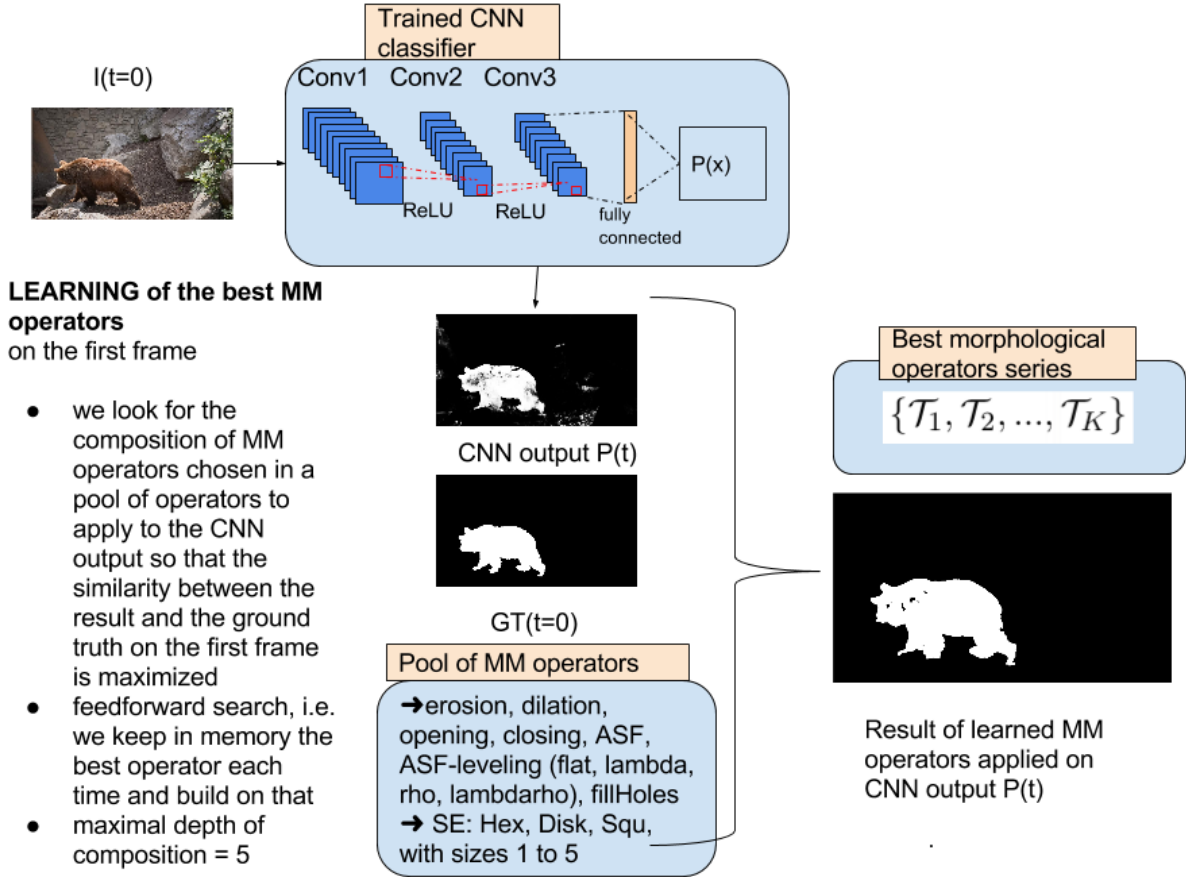 Trained CNN
classifier
I(t=0)
Conv1 Conv2 Conv3
P(x)
ReLU ReLU fully
connected
LEARNING of the best MM
operators
on the first frame
● we look for the
composition of MM
operators chosen in a
pool of operators to
apply to the CNN
output so that the
similarity between the
result and the ground
truth on the first frame
is maximized
● feedforward search, i.e.
we keep in memory the
best operator each
time and build on that
● maximal depth of
composition = 5
CNN output P(t)
GT(t=0)
Pool of MM operators
➔erosion, dilation,
opening, closing, ASF,
ASF-leveling (flat, lambda,
rho, lambdarho), fillHoles
➔ SE: Hex, Disk, Squ,
with sizes 1 to 5
Best morphological
operators series
{𝒯₁, 𝒯₂, ..., 𝒯_K}
Result of learned MM
operators applied on
CNN output P(t)
.